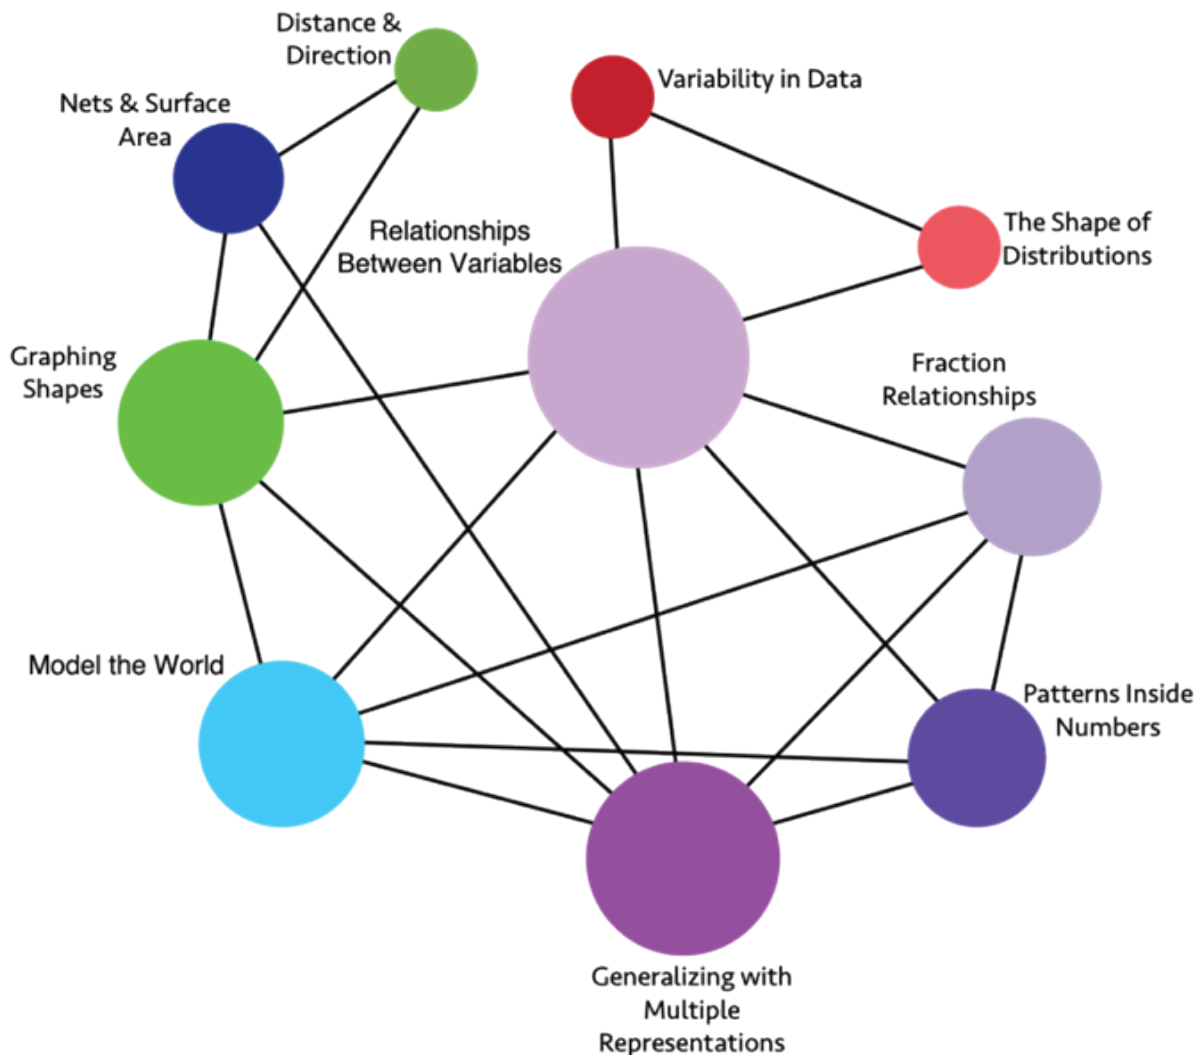 Distance &
Direction
Variability in Data
Nets & Surface
Area
The Shape of
Distributions
Relationships
Between Variables
Graphing
Shapes
Fraction
Relationships
Model the World
Patterns Inside
Numbers
Generalizing with
Multiple
Representations